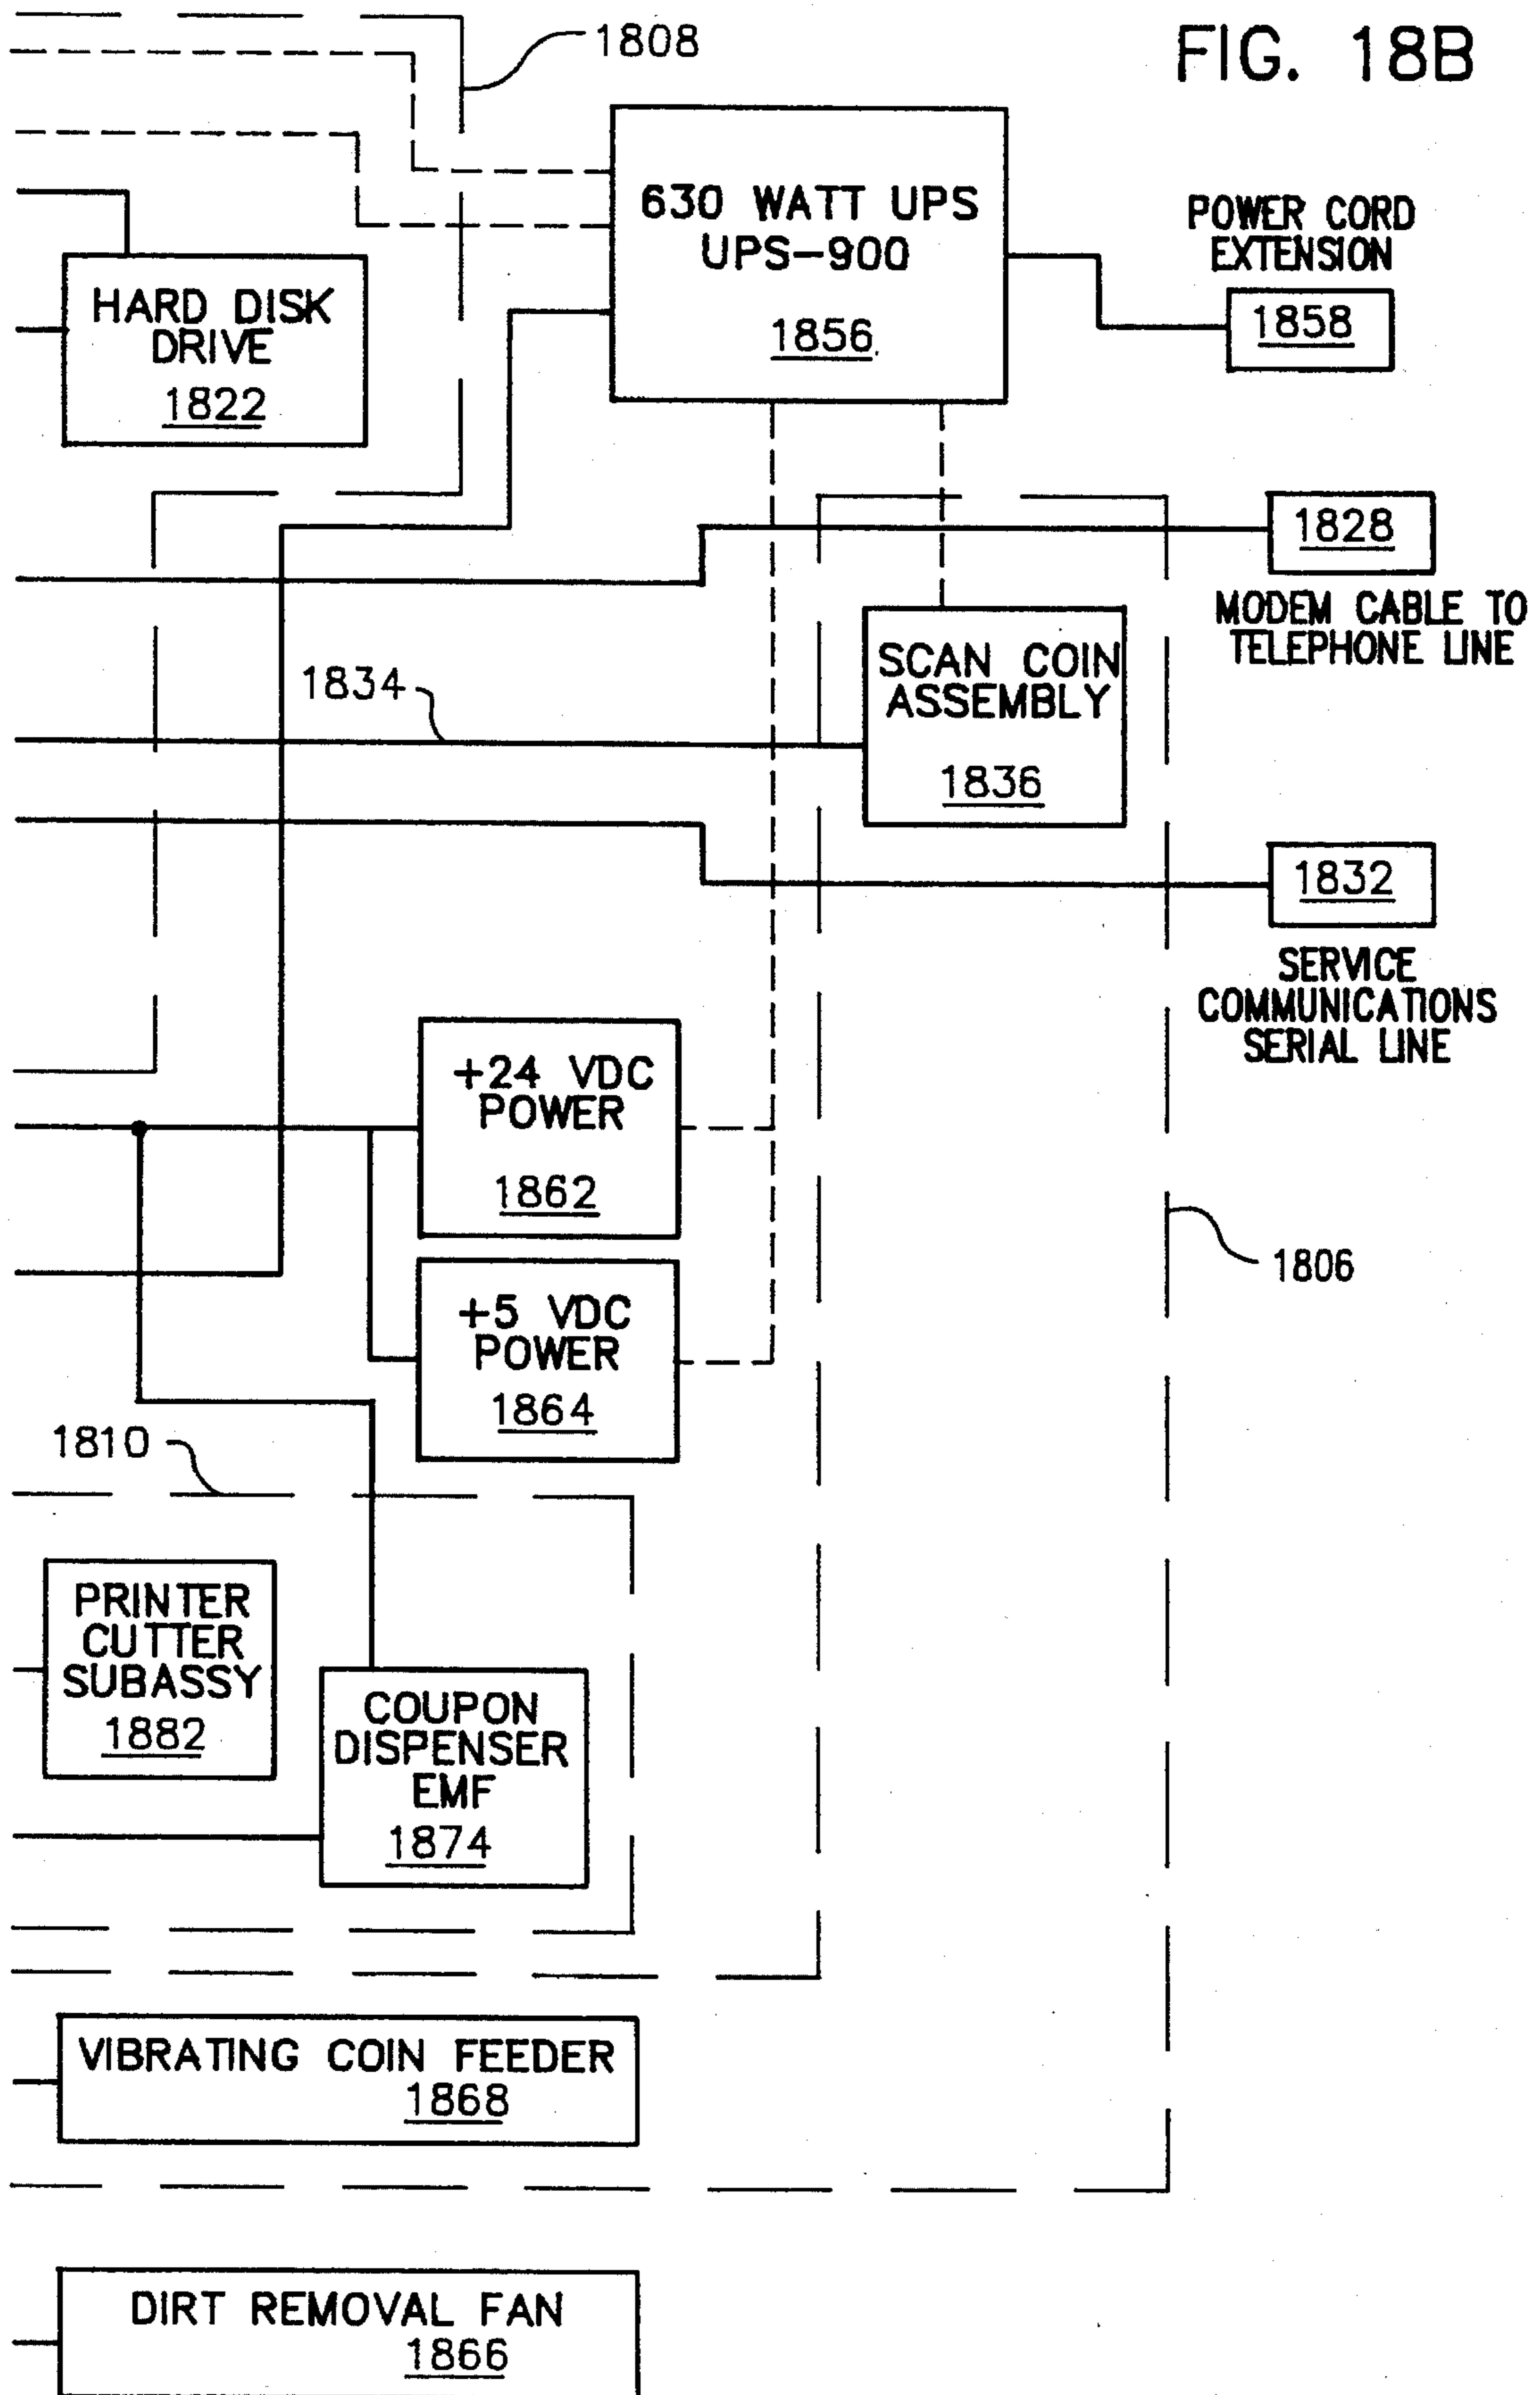 FIG. 18B
1808
630 WATT UPS
UPS-900
1856
POWER CORD
EXTENSION
1858
HARD DISK
DRIVE
1822
1828
MODEM CABLE TO
TELEPHONE LINE
1834
SCAN COIN
ASSEMBLY
1836
1832
SERVICE
COMMUNICATIONS
SERIAL LINE
+24 VDC
POWER
1862
1806
+5 VDC
POWER
1864
1810
PRINTER
CUTTER
SUBASSY
1882
COUPON
DISPENSER
EMF
1874
VIBRATING COIN FEEDER
1868
DIRT REMOVAL FAN
1866